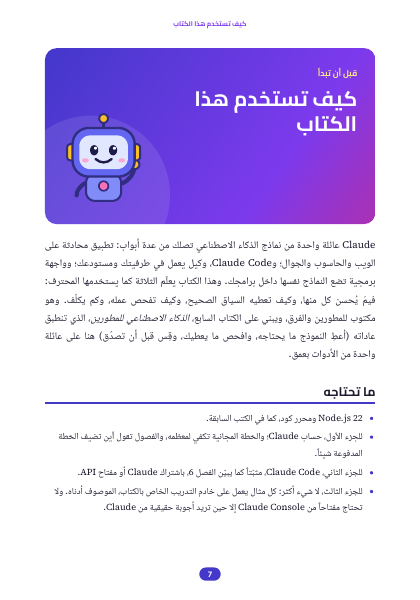 كيف تستخدم هذا الكتاب
قبل أن تبدأ
كيف تستخدم هذا
الكتاب
Claude عائلة واحدة من نماذج الذكاء الاصطناعي تصلك من عدة أبواب: تطبيق محادثة على
الويب والحاسوب والجوال؛ وClaude Code، وكيل يعمل في طرفيتك ومستودعك؛ وواجهة
برمجية تضع النماذج نفسها داخل برامجك. وهذا الكتاب يعلّم الثلاثة كما يستخدمها المحترف:
فيمَ يُحسن كل منها، وكيف تعطيه السياق الصحيح، وكيف تفحص عمله، وكم يكلّف. وهو
مكتوب للمطورين والفرق، ويبني على الكتاب السابع، الذكاء الاصطناعي للمطورين، الذي تنطبق
عاداته (أعطِ النموذج ما يحتاجه، وافحص ما يعطيك، وقِس قبل أن تصدّق) هنا على عائلة
واحدة من الأدوات بعمق.
ما تحتاجه
• Node.js 22 ومحرر كود، كما في الكتب السابقة.
• للجزء الأول، حساب Claude؛ والخطة المجانية تكفي لمعظمه، والفصول تقول أين تضيف الخطة
المدفوعة شيئاً.
• للجزء الثاني، Claude Code، مثبّتاً كما يبيّن الفصل 6، باشتراك Claude أو مفتاح API.
• للجزء الثالث، لا شيء أكثر: كل مثال يعمل على خادم التدريب الخاص بالكتاب، الموصوف أدناه. ولا
تحتاج مفتاحاً من Claude Console إلا حين تريد أجوبة حقيقية من Claude.
7